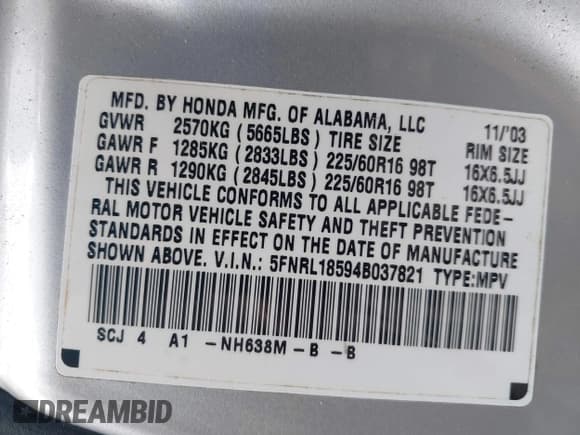 MFD. BY HONDA MFG. OF ALABAMA, LLC 11/'03
GVWR 2570KG (5665LBS) TIRE SIZE RIM SIZE
GAWR F 1285KG (2833LBS) 225/60R16 98T 16X6.5JJ
GAWR R 1290KG (2845LBS) 225/60R16 98T 16X6.5JJ
THIS VEHICLE CONFORMS TO ALL APPLICABLE FEDE-
RAL MOTOR VEHICLE SAFETY AND THEFT PREVENTION
STANDARDS IN EFFECT ON THE DATE OF MANUFACTURE
SHOWN ABOVE. V.I.N.: 5FNRL18594B037821 TYPE:MPV
SCJ 4 A1 -NH638M-B -B
DREAMBID